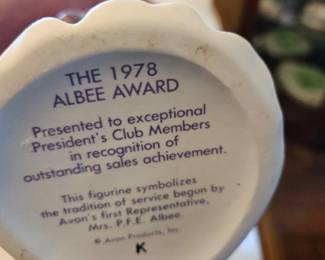 THE 1978
ALBEE AWARD
Presented to exceptional
President's Club Members
in recognition of
outstanding sales achievement.
This figurine symbolizes
the tradition of service begun by
Avon's first Representative,
Mrs. P.F.E. Albee.
© Avon Products, Inc.
K